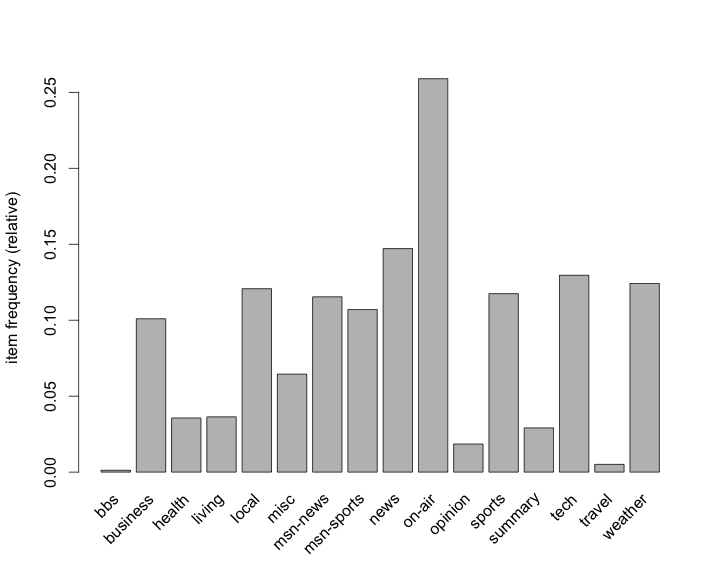 item frequency (relative)
0.25
0.20
0.15
0.10
0.05
0.00
bbs
business
health
living
local
misc
msn-news
msn-sports
news
on-air
opinion
sports
summary
tech
travel
weather